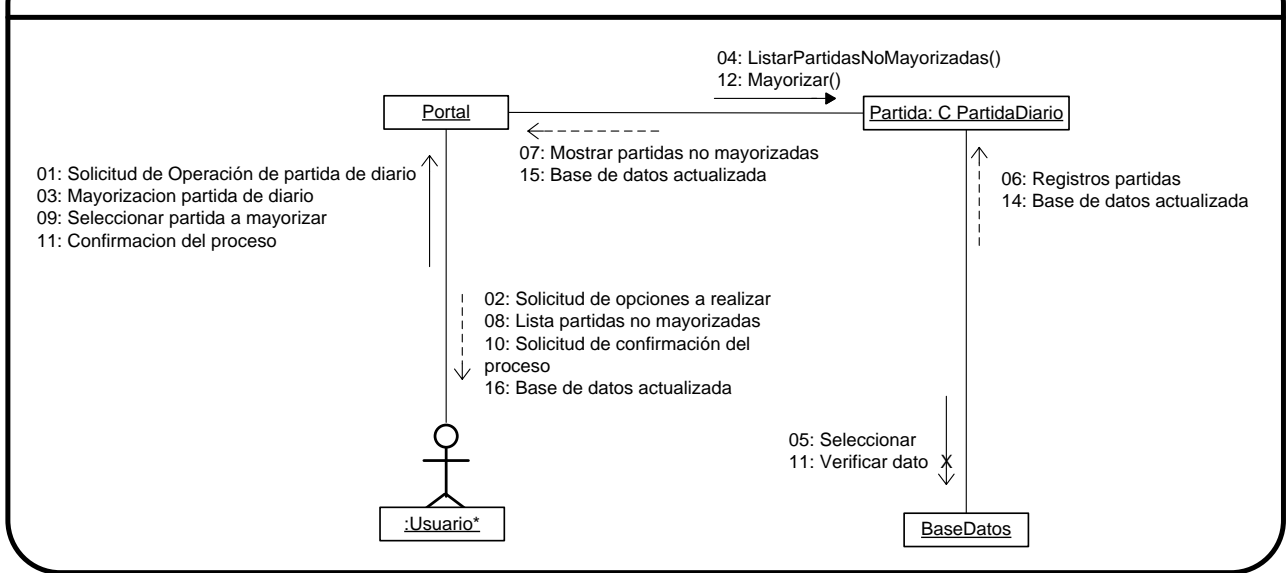 04: ListarPartidasNoMayorizadas()
12: Mayorizar()
Portal
Partida: C PartidaDiario
07: Mostrar partidas no mayorizadas
15: Base de datos actualizada
01: Solicitud de Operación de partida de diario
03: Mayorizacion partida de diario
09: Seleccionar partida a mayorizar
11: Confirmacion del proceso
06: Registros partidas
14: Base de datos actualizada
02: Solicitud de opciones a realizar
08: Lista partidas no mayorizadas
10: Solicitud de confirmación del
proceso
16: Base de datos actualizada
05: Seleccionar
11: Verificar dato X
:Usuario*
BaseDatos